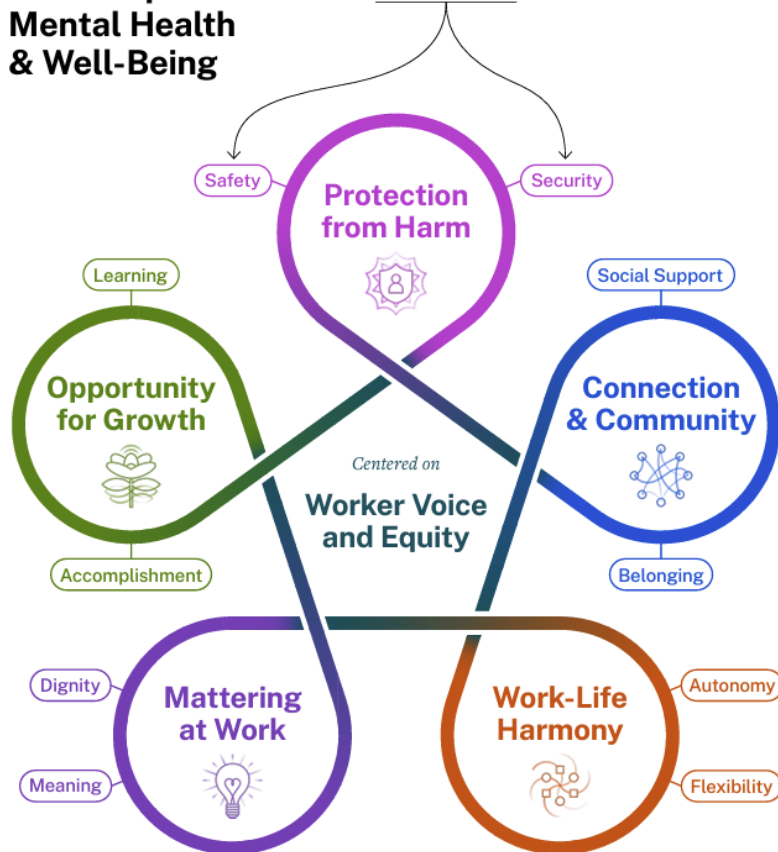 Mental Health
& Well-Being
Safety
Protection
from Harm
Security
Learning
Opportunity
for Growth
Accomplishment
Social Support
Connection
& Community
Belonging
Centered on
Worker Voice
and Equity
Dignity
Meaning
Mattering
at Work
Work-Life
Harmony
Autonomy
Flexibility